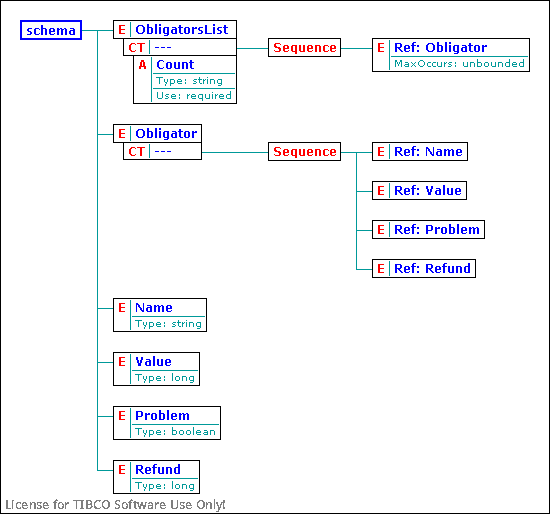 schema
E ObligatorsList
CT ---
Sequence
E Ref: Obligator
MaxOccurs: unbounded
A Count
Type: string
Use: required
E Obligator
CT ---
Sequence
E Ref: Name
E Ref: Value
E Ref: Problem
E Ref: Refund
E Name
Type: string
E Value
Type: long
E Problem
Type: boolean
E Refund
Type: long
License for TIBCO Software Use Only!